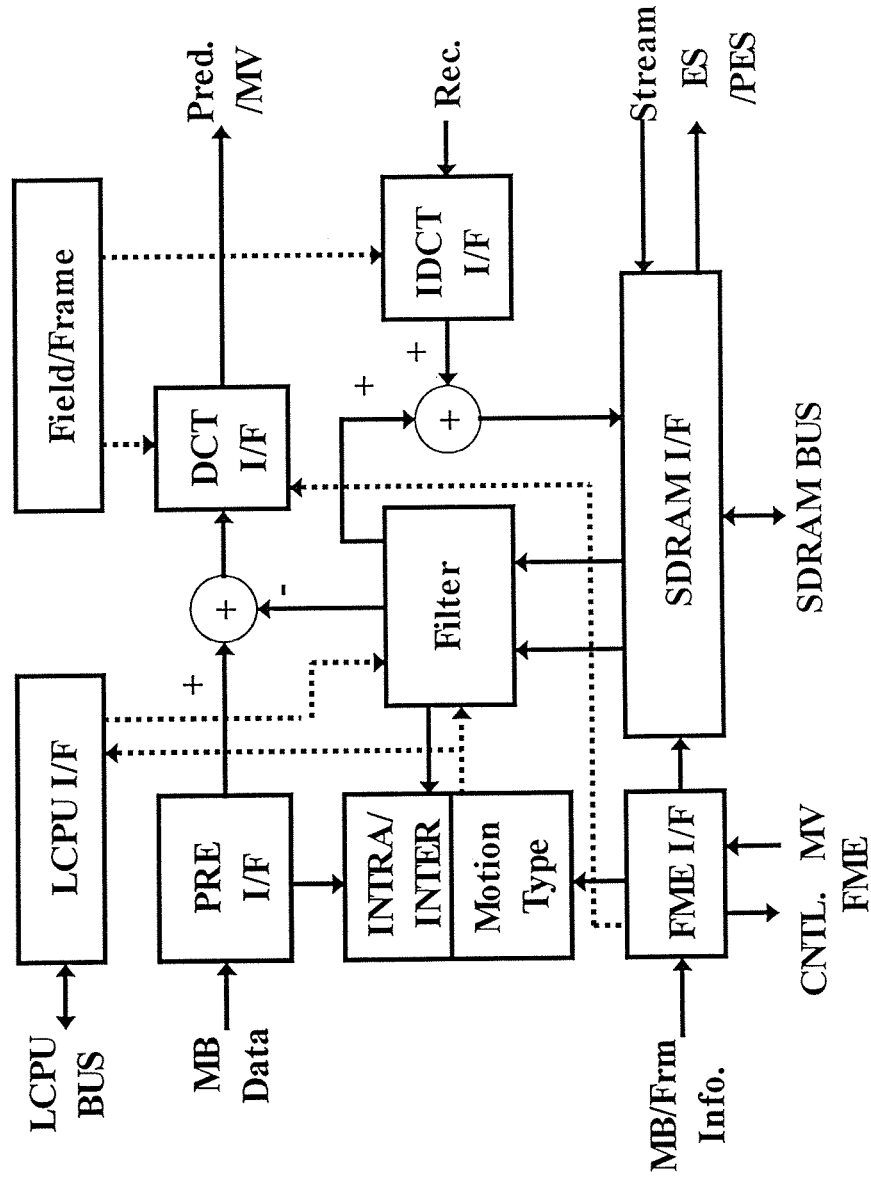 LCPU
BUS
LCPU I/F
Field/Frame
MB
Data
PRE
I/F
+
+
DCT
I/F
Pred.
/MV
-
INTRA/
INTER
Motion
Type
Filter
+
+
+
IDCT
I/F
Rec.
MB/Frm
Info.
FME I/F
SDRAM I/F
Stream
ES
/PES
CNTL. MV
FME
SDRAM BUS